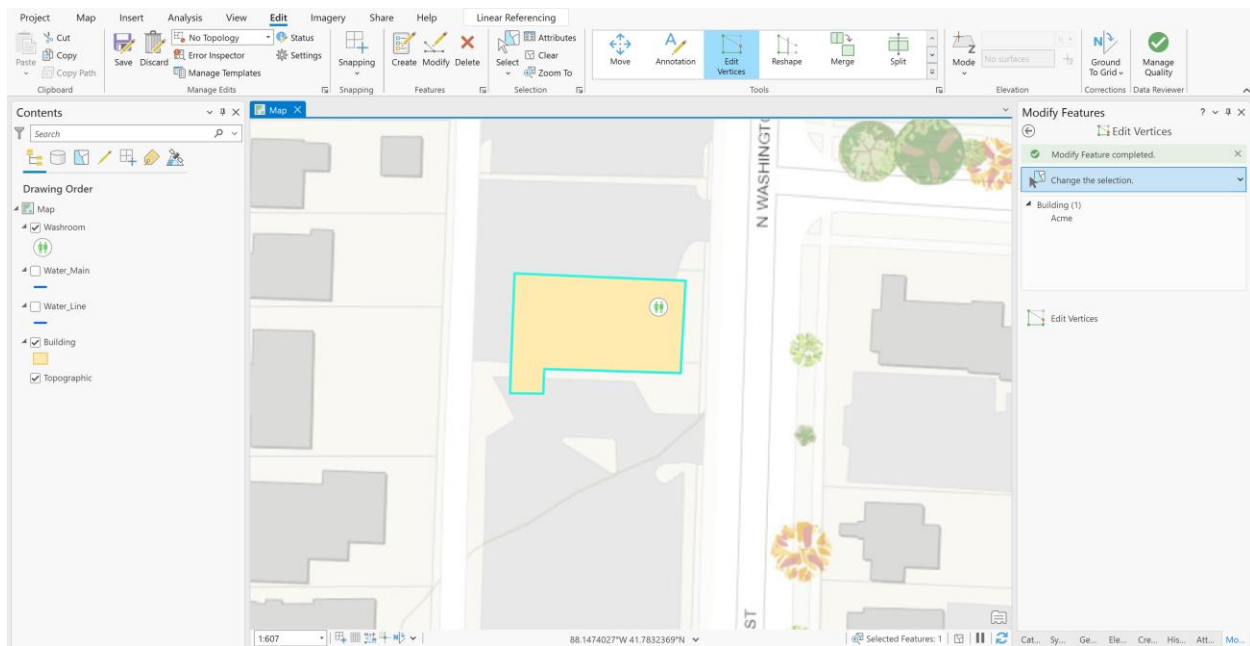 Project Map Insert Analysis View Edit Imagery Share Help Linear Referencing
Paste
Cut
Copy
Copy Path
Clipboard
Save Discard
No Topology
Error Inspector
Manage Templates
Status
Settings
Manage Edits
Snapping
Snapping
Create Modify Delete
Features
Select
Attributes
Clear
Zoom To
Selection
Move
Annotation
Edit
Vertices
Reshape
Merge
Split
Tools
Mode
No surfaces
Elevation
Ground
To Grid
Corrections
Manage
Quality
Data Reviewer
Contents
Search
Drawing Order
Map
Washroom
Water_Main
Water_Line
Building
Topographic
Map
N WASHINGTO
ST
1:607
88.1474027°W 41.7832369°N
Selected Features: 1
Modify Features
Edit Vertices
Modify Feature completed.
Change the selection.
Building (1)
Acme
Edit Vertices
Cat... Sy... Ge... Ele... Cre... His... Att... Mo...